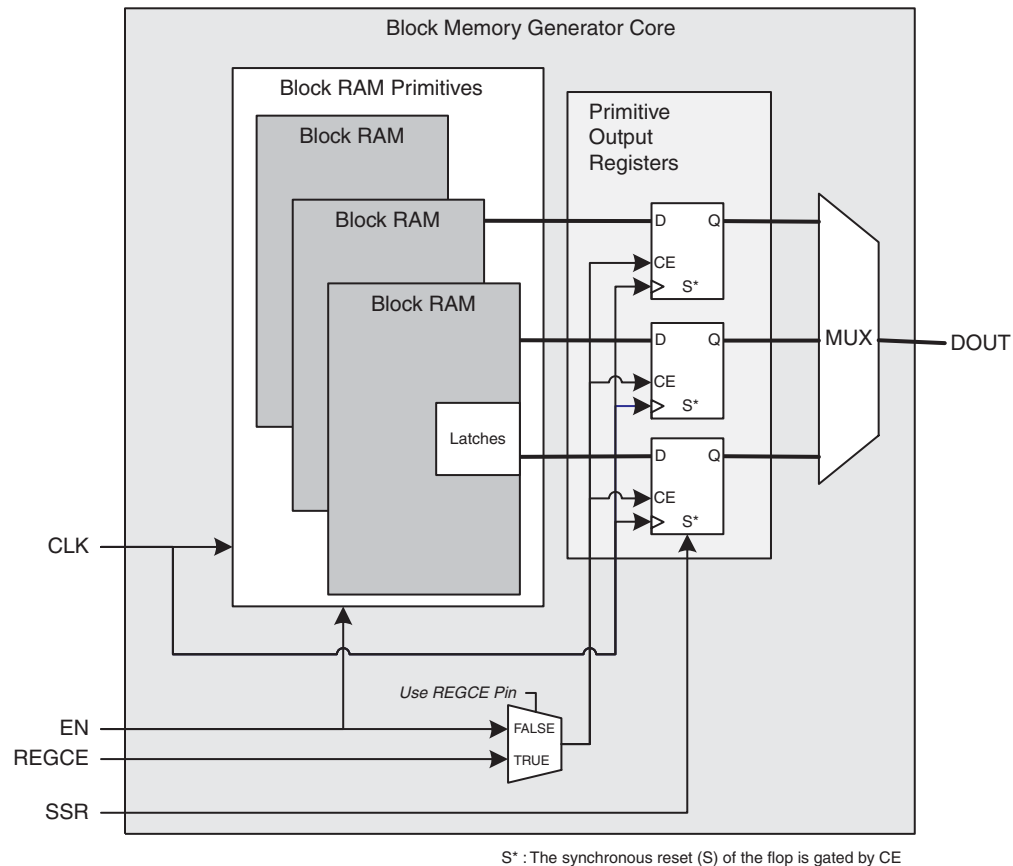 Block Memory Generator Core
Block RAM Primitives
Block RAM
Block RAM
Block RAM
Latches
Primitive
Output
Registers
D Q
CE
S*
D Q
CE
S*
D Q
CE
S*
MUX
DOUT
CLK
Use REGCE Pin
EN
FALSE
REGCE
TRUE
SSR
S* : The synchronous reset (S) of the flop is gated by CE